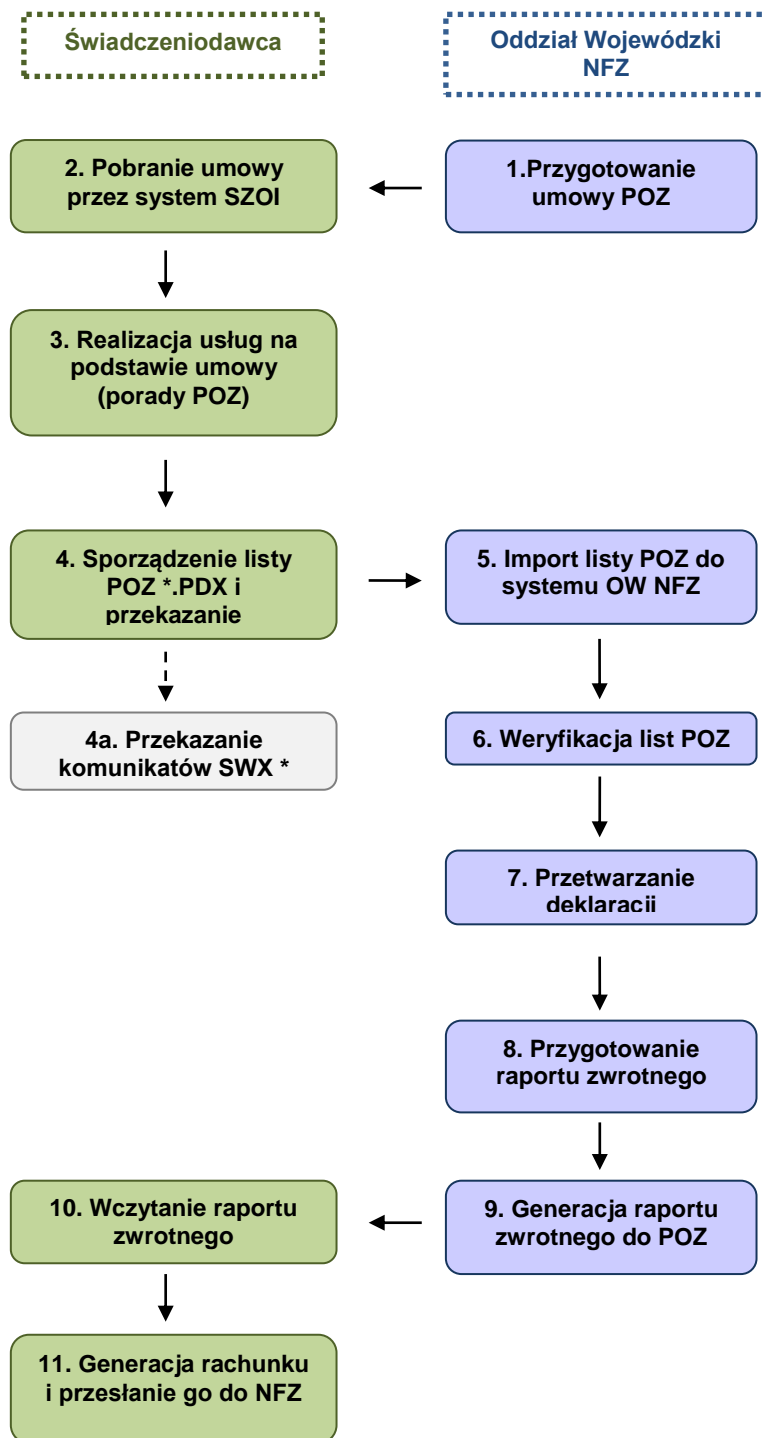 Świadczeniodawca
Oddział Wojewódzki
NFZ
2. Pobranie umowy
przez system SZOI
1.Przygotowanie
umowy POZ
3. Realizacja usług na
podstawie umowy
(porady POZ)
4. Sporządzenie listy
POZ *.PDX i
przekazanie
5. Import listy POZ do
systemu OW NFZ
4a. Przekazanie
komunikatów SWX *
6. Weryfikacja list POZ
7. Przetwarzanie
deklaracji
8. Przygotowanie
raportu zwrotnego
10. Wczytanie raportu
zwrotnego
9. Generacja raportu
zwrotnego do POZ
11. Generacja rachunku
i przesłanie go do NFZ